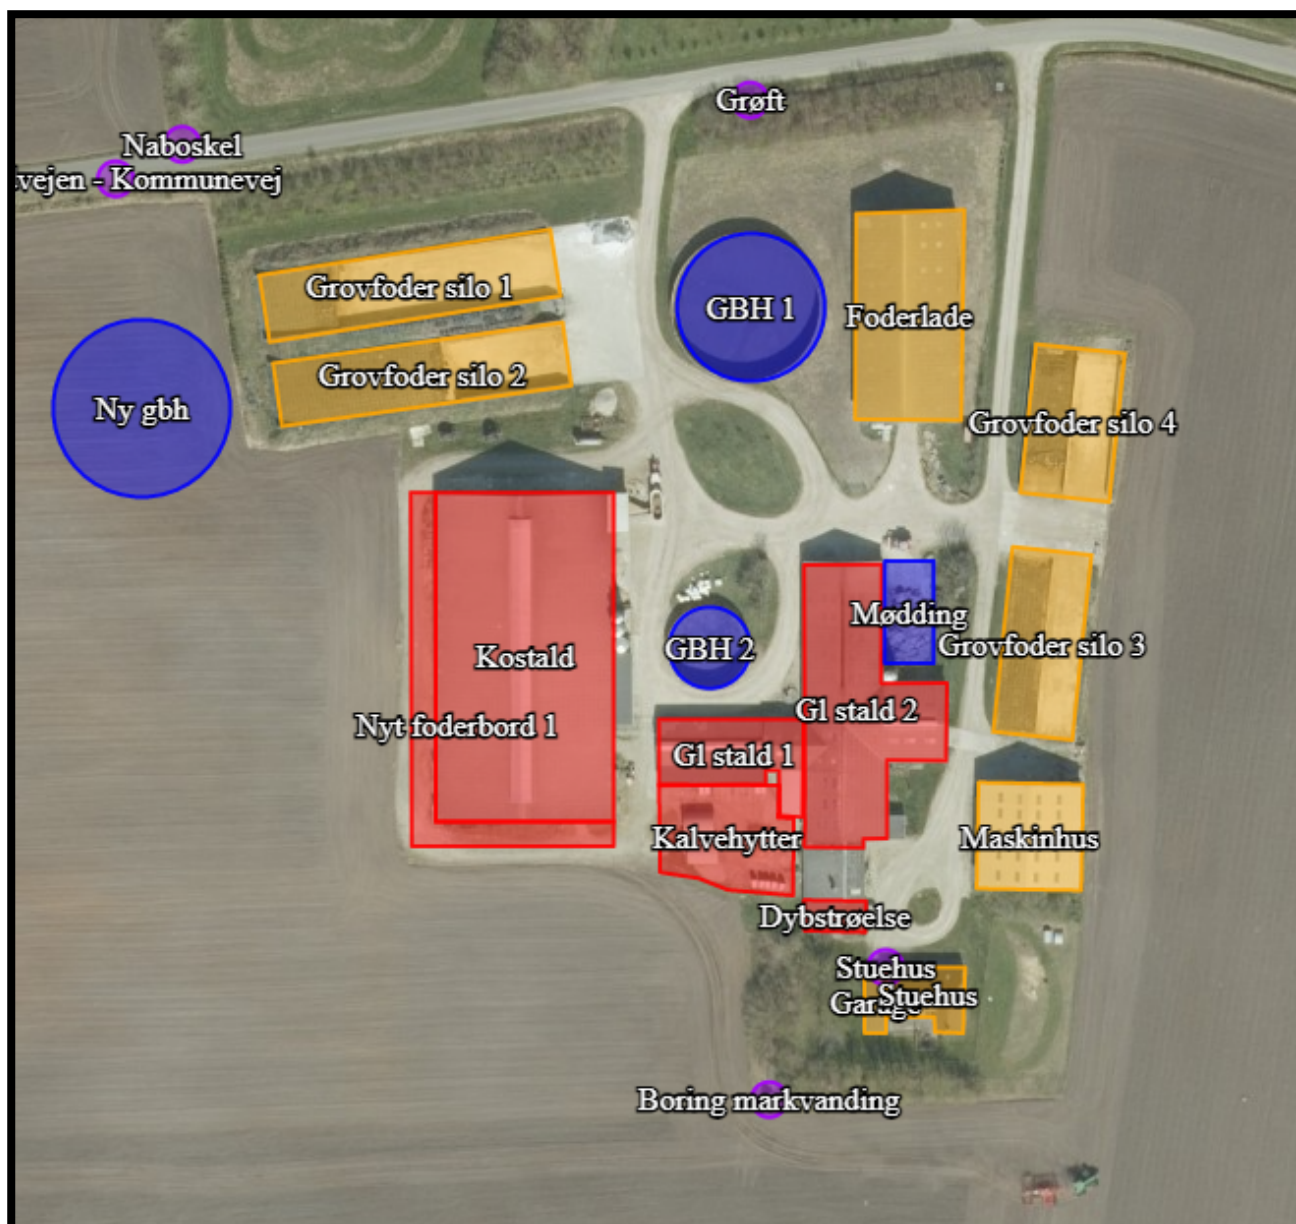 Grøft
Naboskel
vejen - Kommunevej
Grovfoder silo 1
GBH 1
Foderlade
Grovfoder silo 2
Ny gbh
Grovfoder silo 4
Mødding
Kostald
GBH 2
Grovfoder silo 3
Gl stald 2
Nyt foderbord 1
Gl stald 1
Kalvehytter
Maskinhus
Dybstrøelse
Stuehus
Stuehus
Garage
Boring markvanding